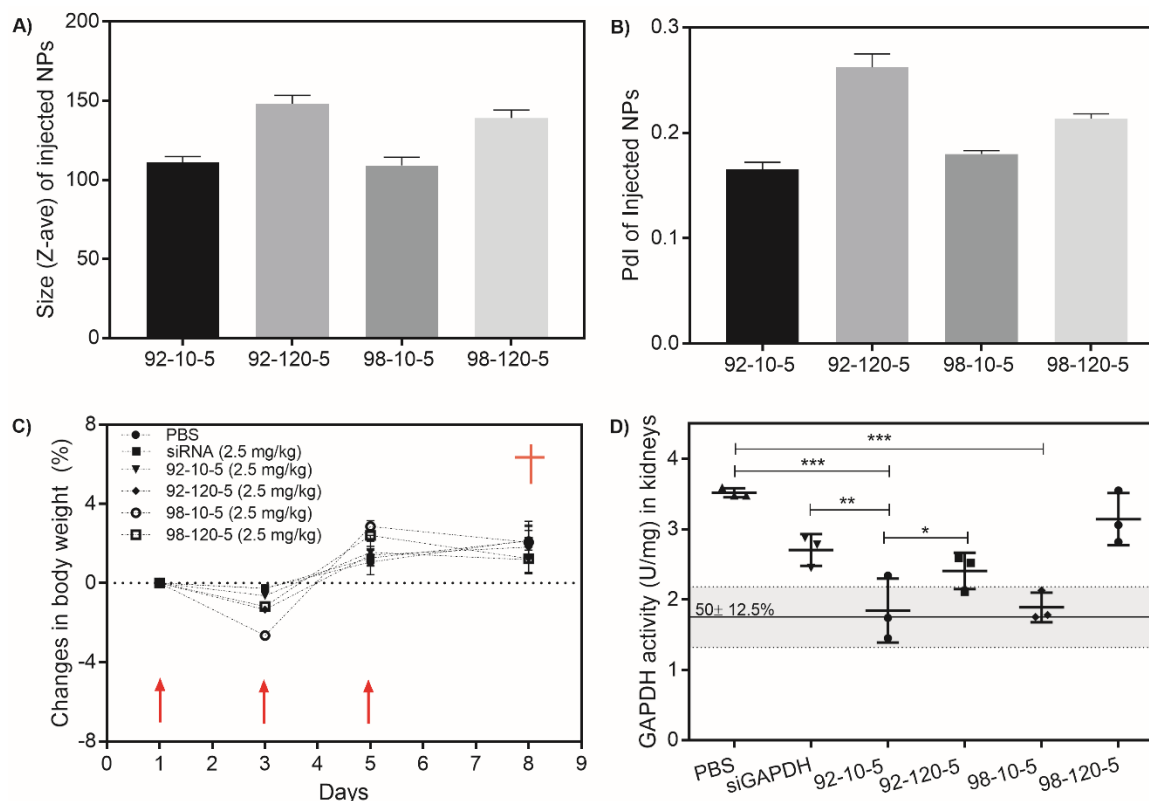 A)
Size (Z-ave) of injected NPs
200
150
100
50
0
92-10-5 92-120-5 98-10-5 98-120-5
B)
PdI of Injected NPs
0.3
0.2
0.1
0.0
92-10-5 92-120-5 98-10-5 98-120-5
C)
Changes in body weight (%)
8
4
0
-4
-8
PBS
siRNA (2.5 mg/kg)
92-10-5 (2.5 mg/kg)
92-120-5 (2.5 mg/kg)
98-10-5 (2.5 mg/kg)
98-120-5 (2.5 mg/kg)
0 1 2 3 4 5 6 7 8 9
Days
D)
GAPDH activity (U/mg) in kidneys
4
3
2
1
0
***
***
**
*
50± 12.5%
PBS siGAPDH 92-10-5 92-120-5 98-10-5 98-120-5